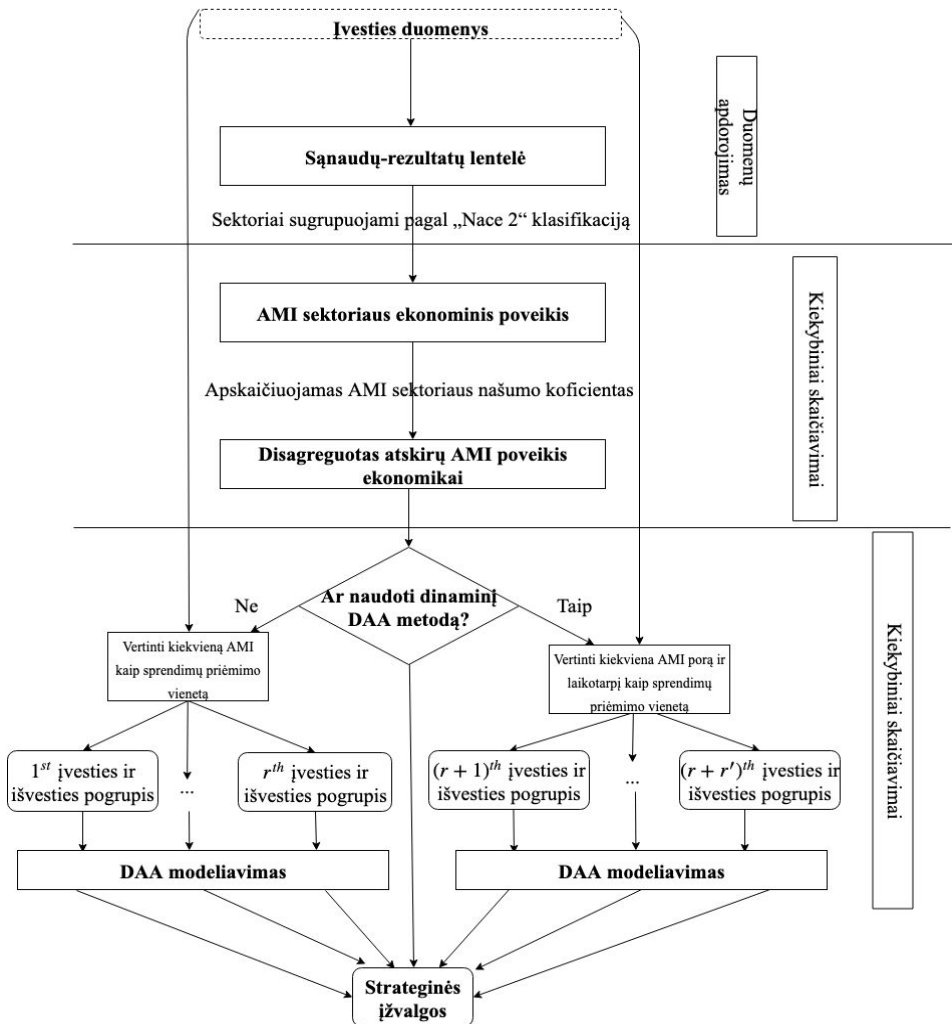 Įvesties duomenys
Duomenų
apdorojimas
Sąnaudų-rezultatų lentelė
Sektoriai sugrupuojami pagal „Nace 2“ klasifikaciją
AMI sektoriaus ekonominis poveikis
Kiekybiniai skaičiavimai
Apskaičiuojamas AMI sektoriaus našumo koficientas
Disagreguotas atskirų AMI poveikis
ekonomikai
Ar naudoti dinaminį
DAA metodą?
Ne
Taip
Kiekybiniai skaičiavimai
Vertinti kiekvieną AMI
kaip sprendimų priėmimo
vienetą
Vertinti kiekviena AMI porą ir
laikotarpį kaip sprendimų
priėmimo vienetą
1^{st} įvesties ir
išvesties pogrupis
...
r^{th} įvesties ir
išvesties pogrupis
(r + 1)^{th} įvesties ir
išvesties pogrupis
...
(r + r′)^{th} įvesties ir
išvesties pogrupis
DAA modeliavimas
DAA modeliavimas
Strateginės
įžvalgos